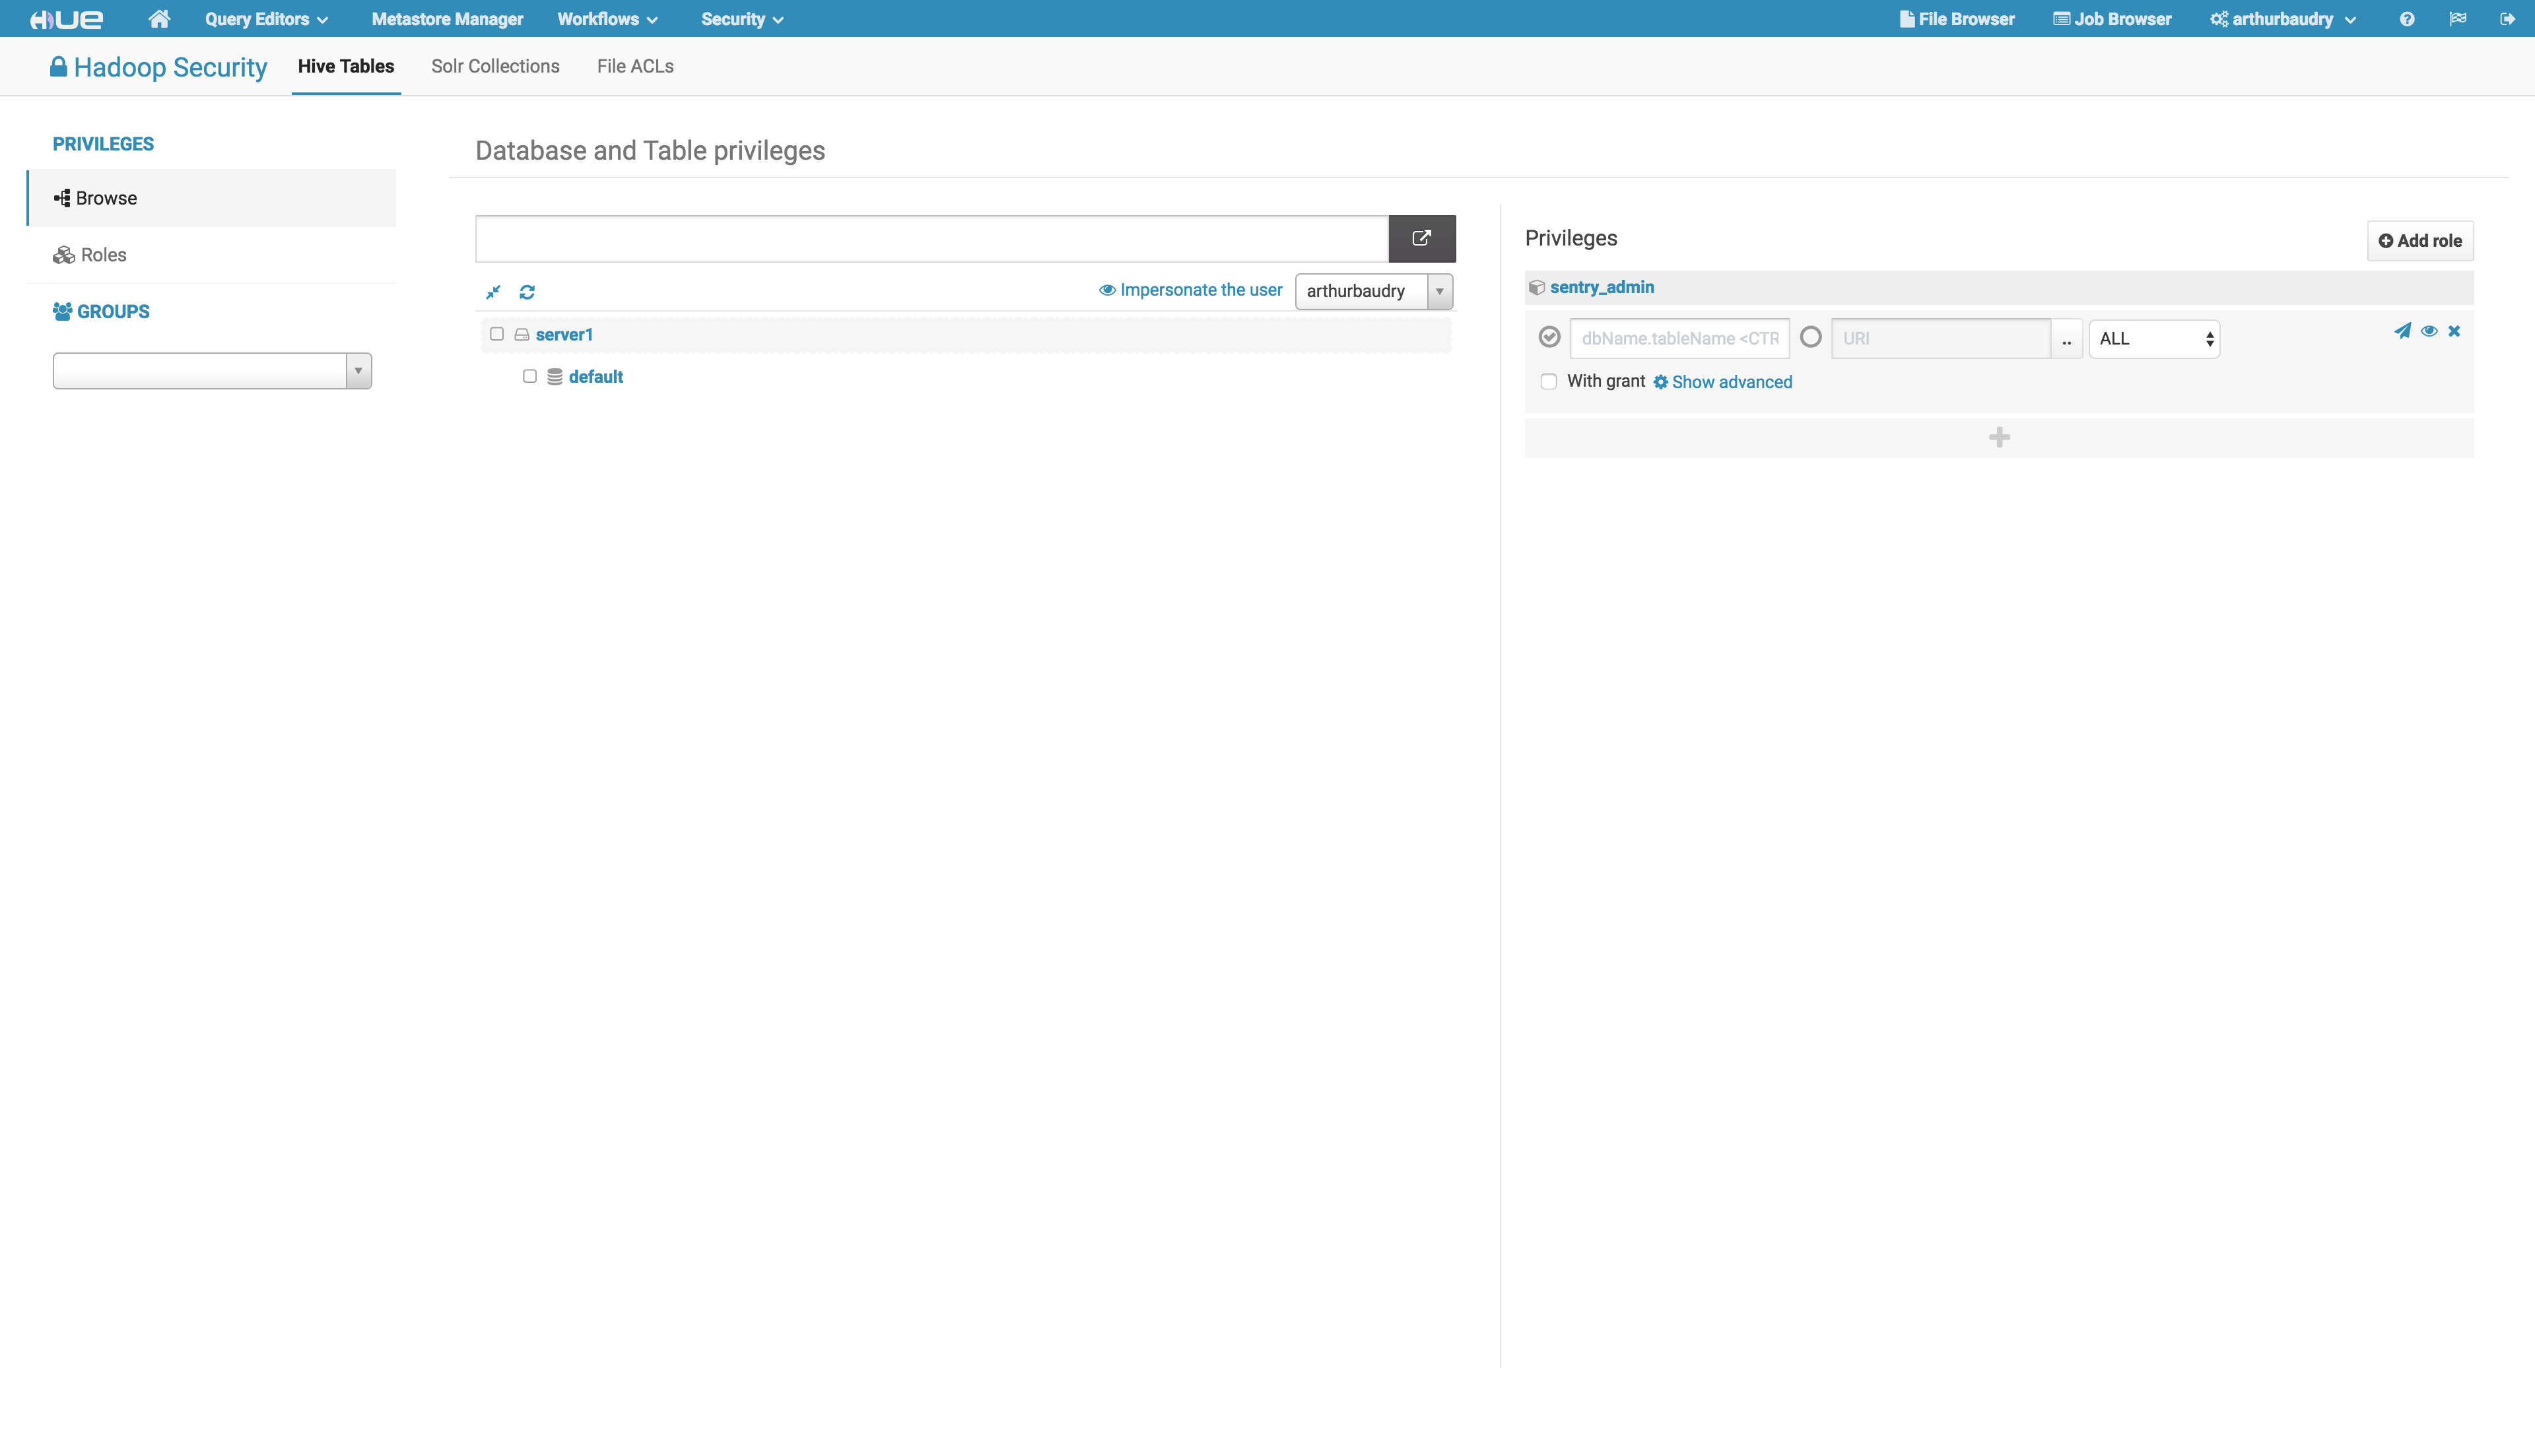 HUE Query Editors Metastore Manager Workflows Security File Browser Job Browser arthurbaudry
Hadoop Security Hive Tables Solr Collections File ACLs
PRIVILEGES
Browse
Roles
GROUPS
Database and Table privileges
Impersonate the user arthurbaudry
server1
default
Privileges Add role
sentry_admin
dbName.tableName <CTR URI .. ALL
With grant Show advanced